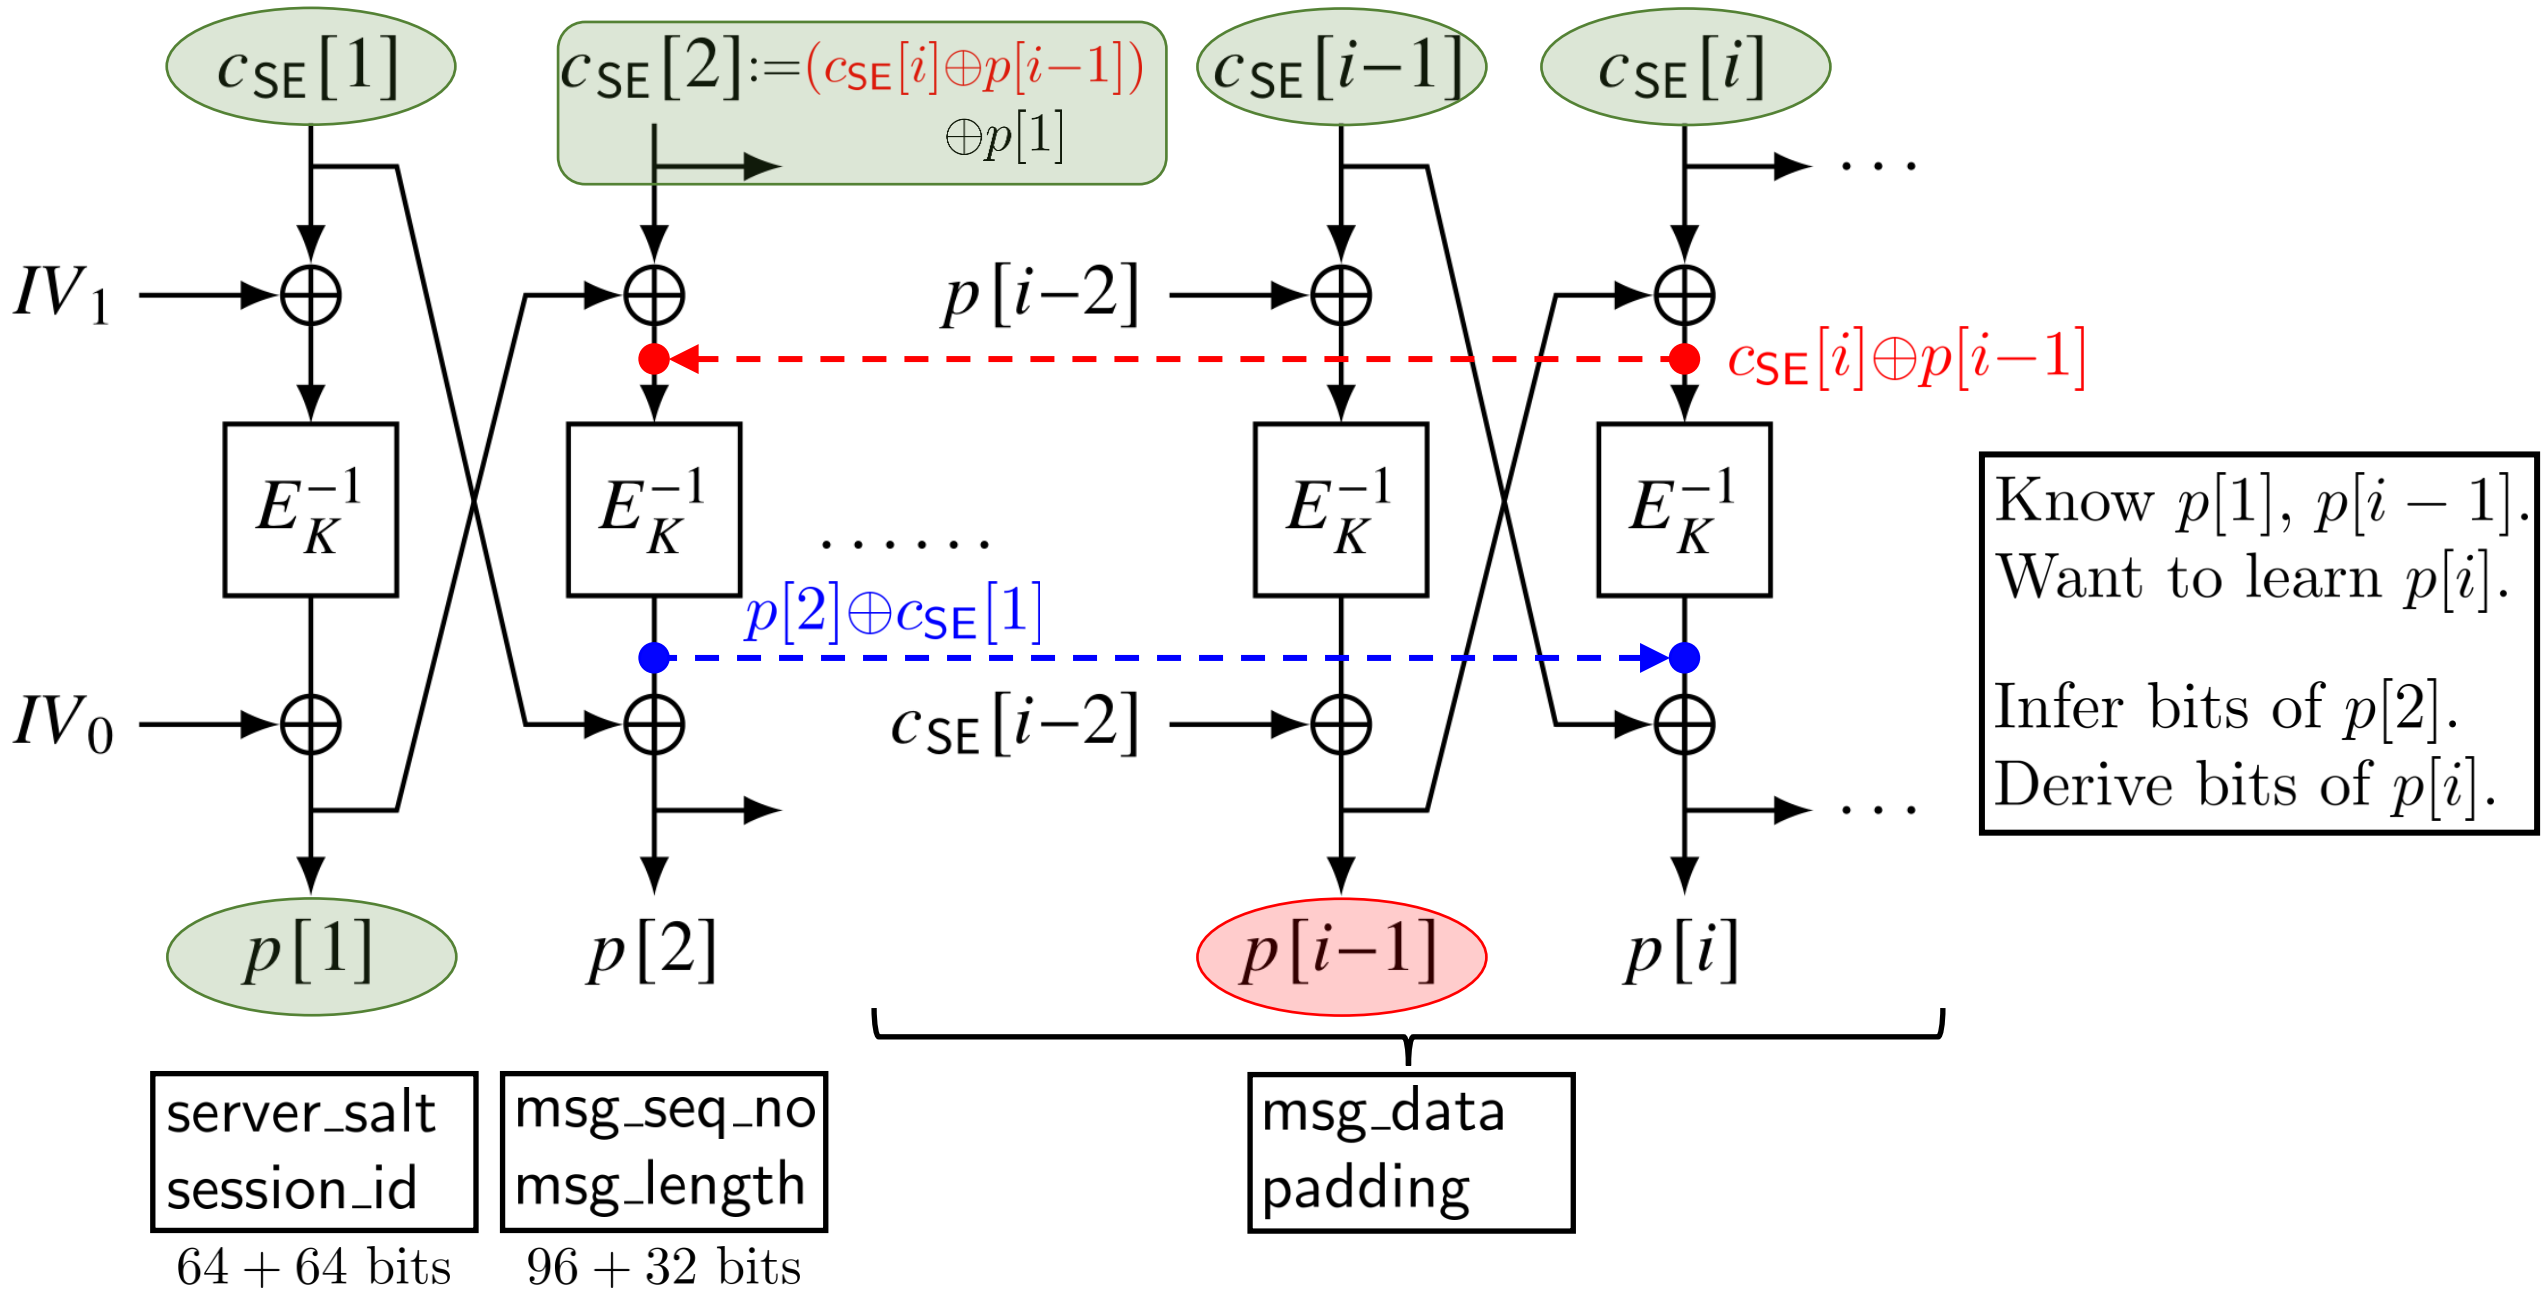 c_SE[1]
c_SE[2]:=(c_SE[i]⊕p[i−1])
⊕p[1]
c_SE[i−1]
c_SE[i]
· · ·
IV_1
p[i−2]
c_SE[i]⊕p[i−1]
E_K^−1
E_K^−1
E_K^−1
E_K^−1
· · · · · ·
p[2]⊕c_SE[1]
IV_0
c_SE[i−2]
· · ·
Know p[1], p[i − 1].
Want to learn p[i].
Infer bits of p[2].
Derive bits of p[i].
p[1]
p[2]
p[i−1]
p[i]
server_salt
session_id
64 + 64 bits
msg_seq_no
msg_length
96 + 32 bits
msg_data
padding